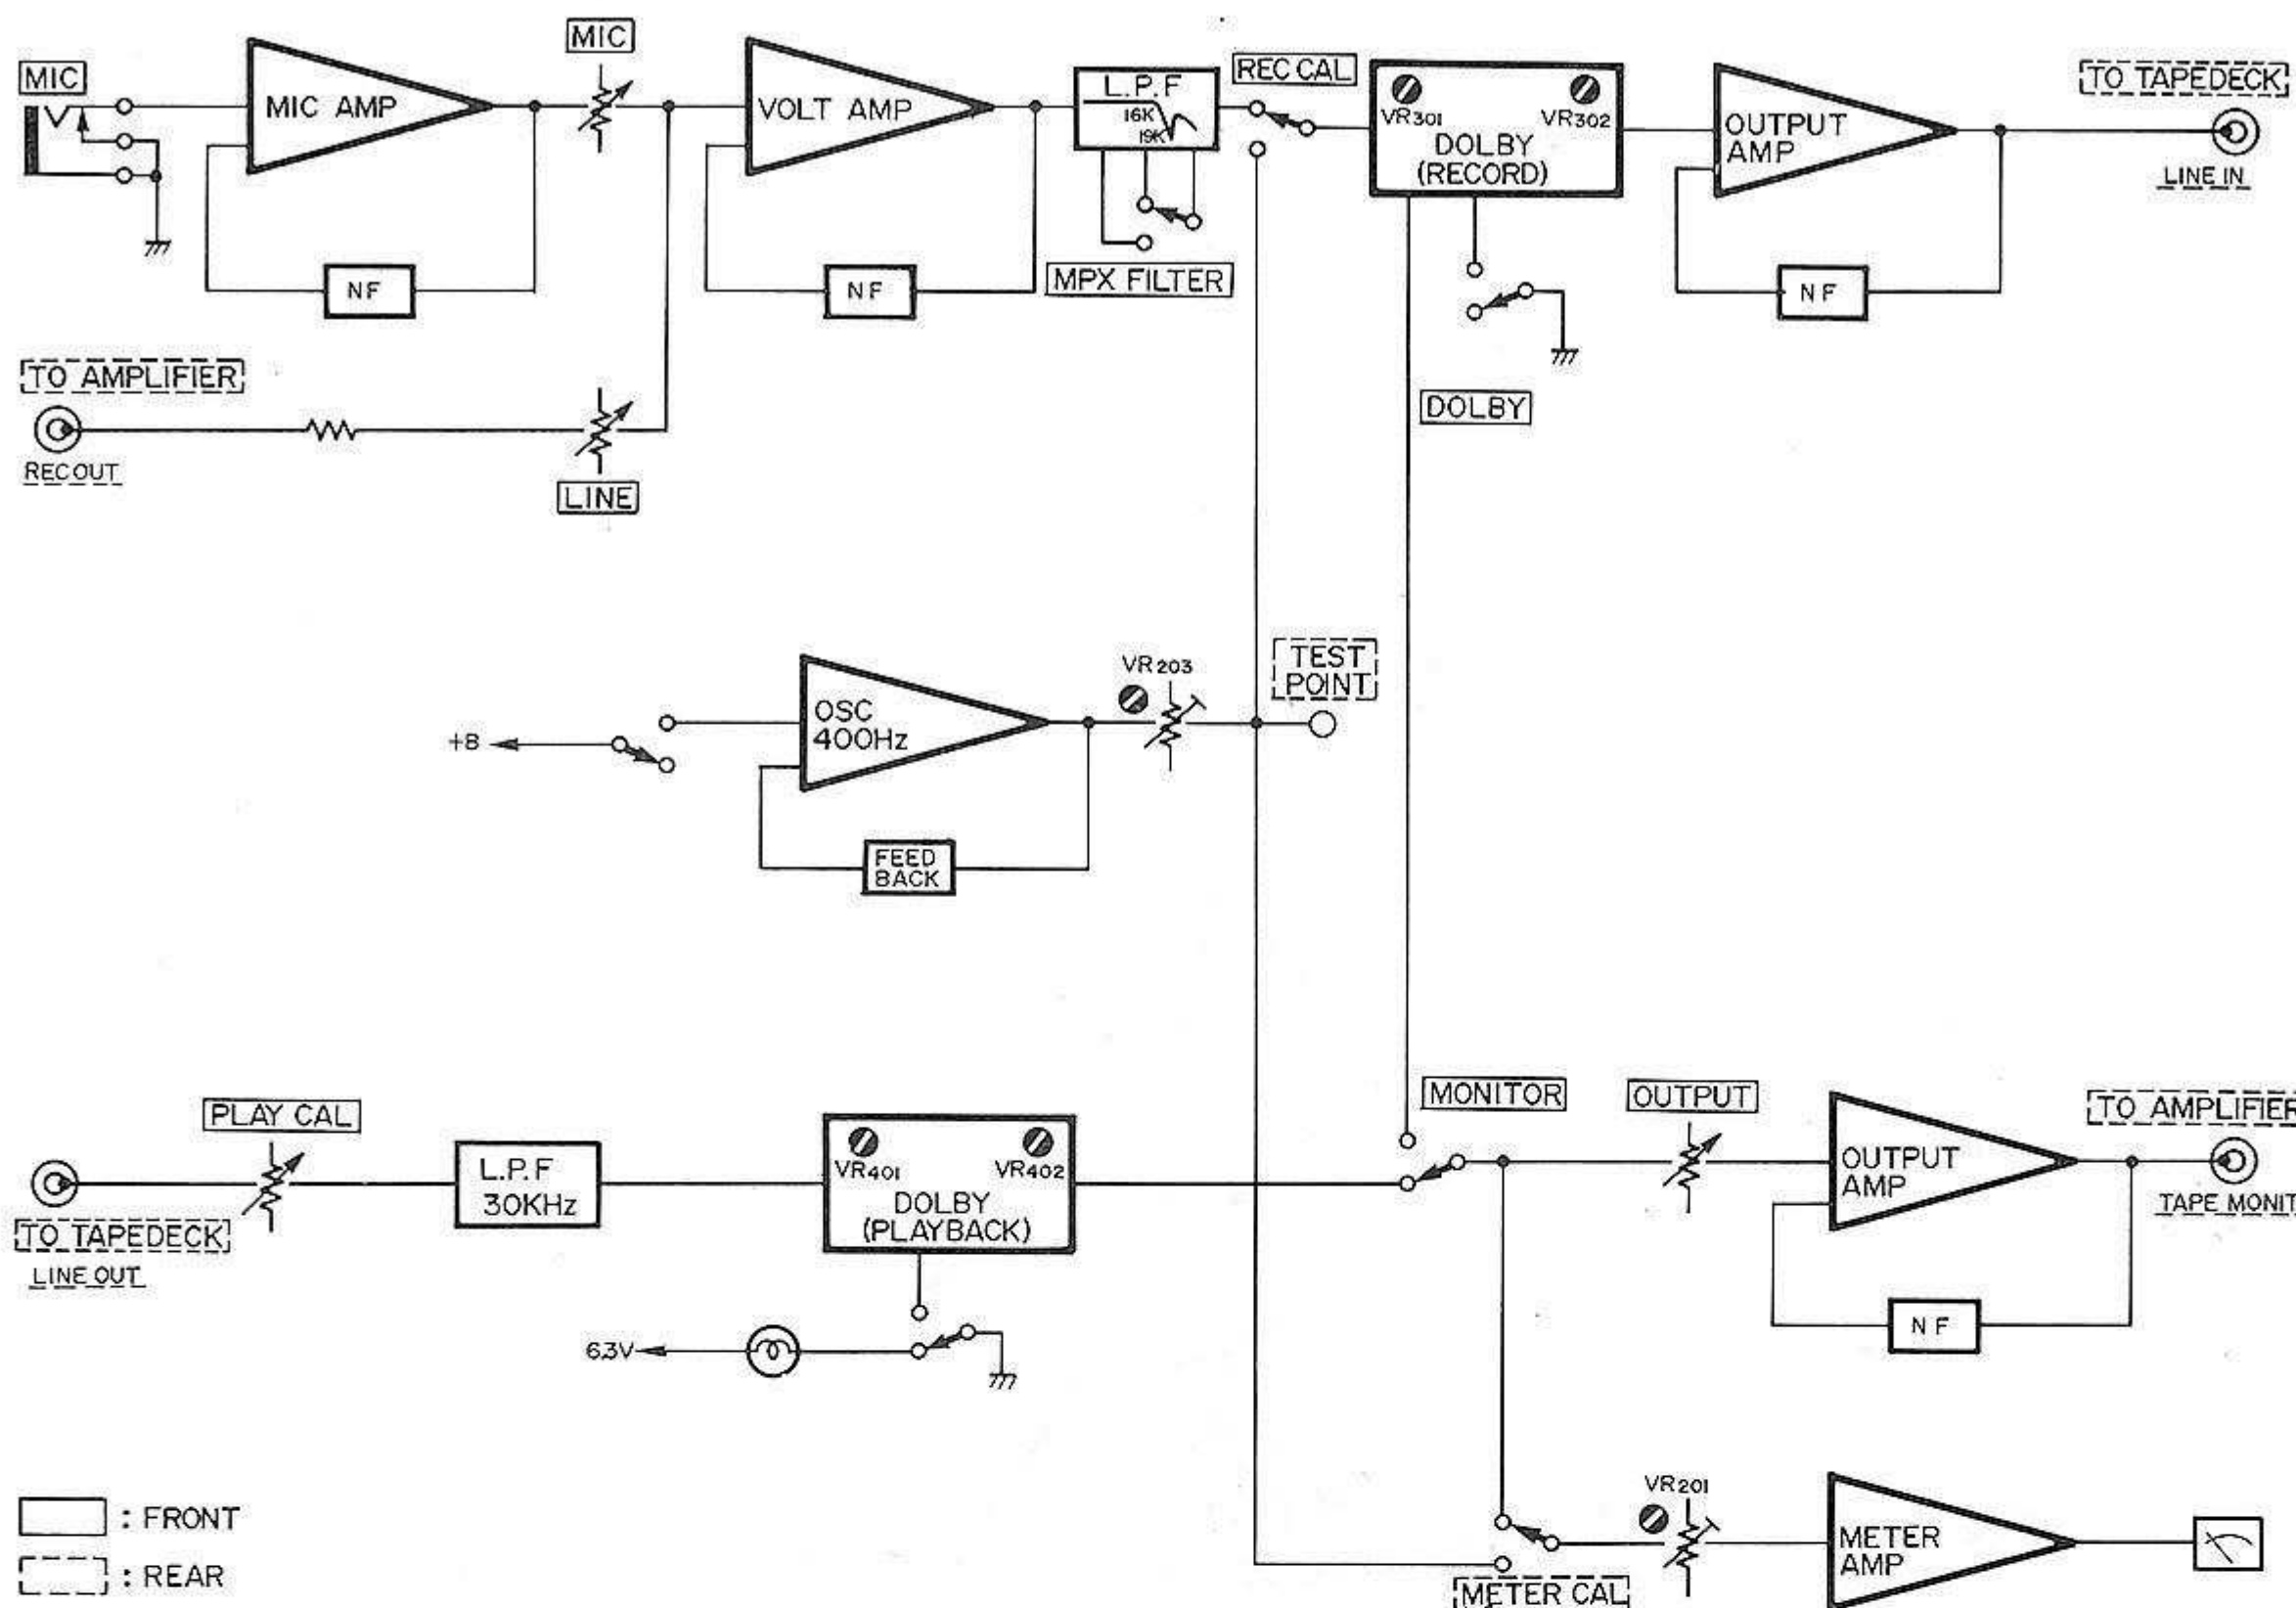 MIC
MIC AMP
MIC
NF
VOLT AMP
NF
L.P.F
16K
19K
MPX FILTER
REC CAL
VR301
VR302
DOLBY
(RECORD)
DOLBY
OUTPUT
AMP
NF
TO TAPEDECK
LINE IN
TO AMPLIFIER
REC OUT
LINE
+B
OSC
400Hz
FEED
BACK
VR203
TEST
POINT
PLAY CAL
TO TAPEDECK
LINE OUT
L.P.F
30KHz
VR401
VR402
DOLBY
(PLAYBACK)
6.3V
MONITOR
OUTPUT
OUTPUT
AMP
NF
TO AMPLIFIER
TAPE MONIT
VR201
METER CAL
METER
AMP
: FRONT
: REAR